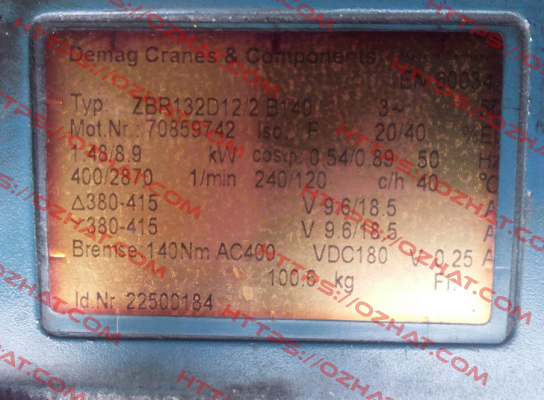 Demag Cranes & Components
EN 60034
Typ: ZBR132D12/2 B140 3~
Mot.Nr.: 70859742 Iso. F 20/40 %E
1.48/8.9 kW cosφ: 0.54/0.89 50 Hz
400/2870 1/min 240/120 c/h 40 °C
Δ380-415 V 9.6/18.5 A
380-415 V 9.6/18.5 A
Bremse 140Nm AC400 VDC180 V 0.25 A
100.6 kg Fr.
Id.Nr 22500184
HTTPS://OZHAT.COM